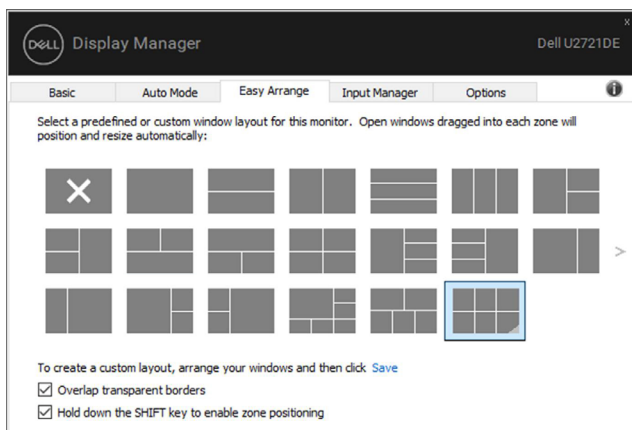 x
DELL Display Manager Dell U2721DE
Basic Auto Mode Easy Arrange Input Manager Options i
Select a predefined or custom window layout for this monitor. Open windows dragged into each zone will
position and resize automatically:
>
To create a custom layout, arrange your windows and then click Save
Overlap transparent borders
Hold down the SHIFT key to enable zone positioning